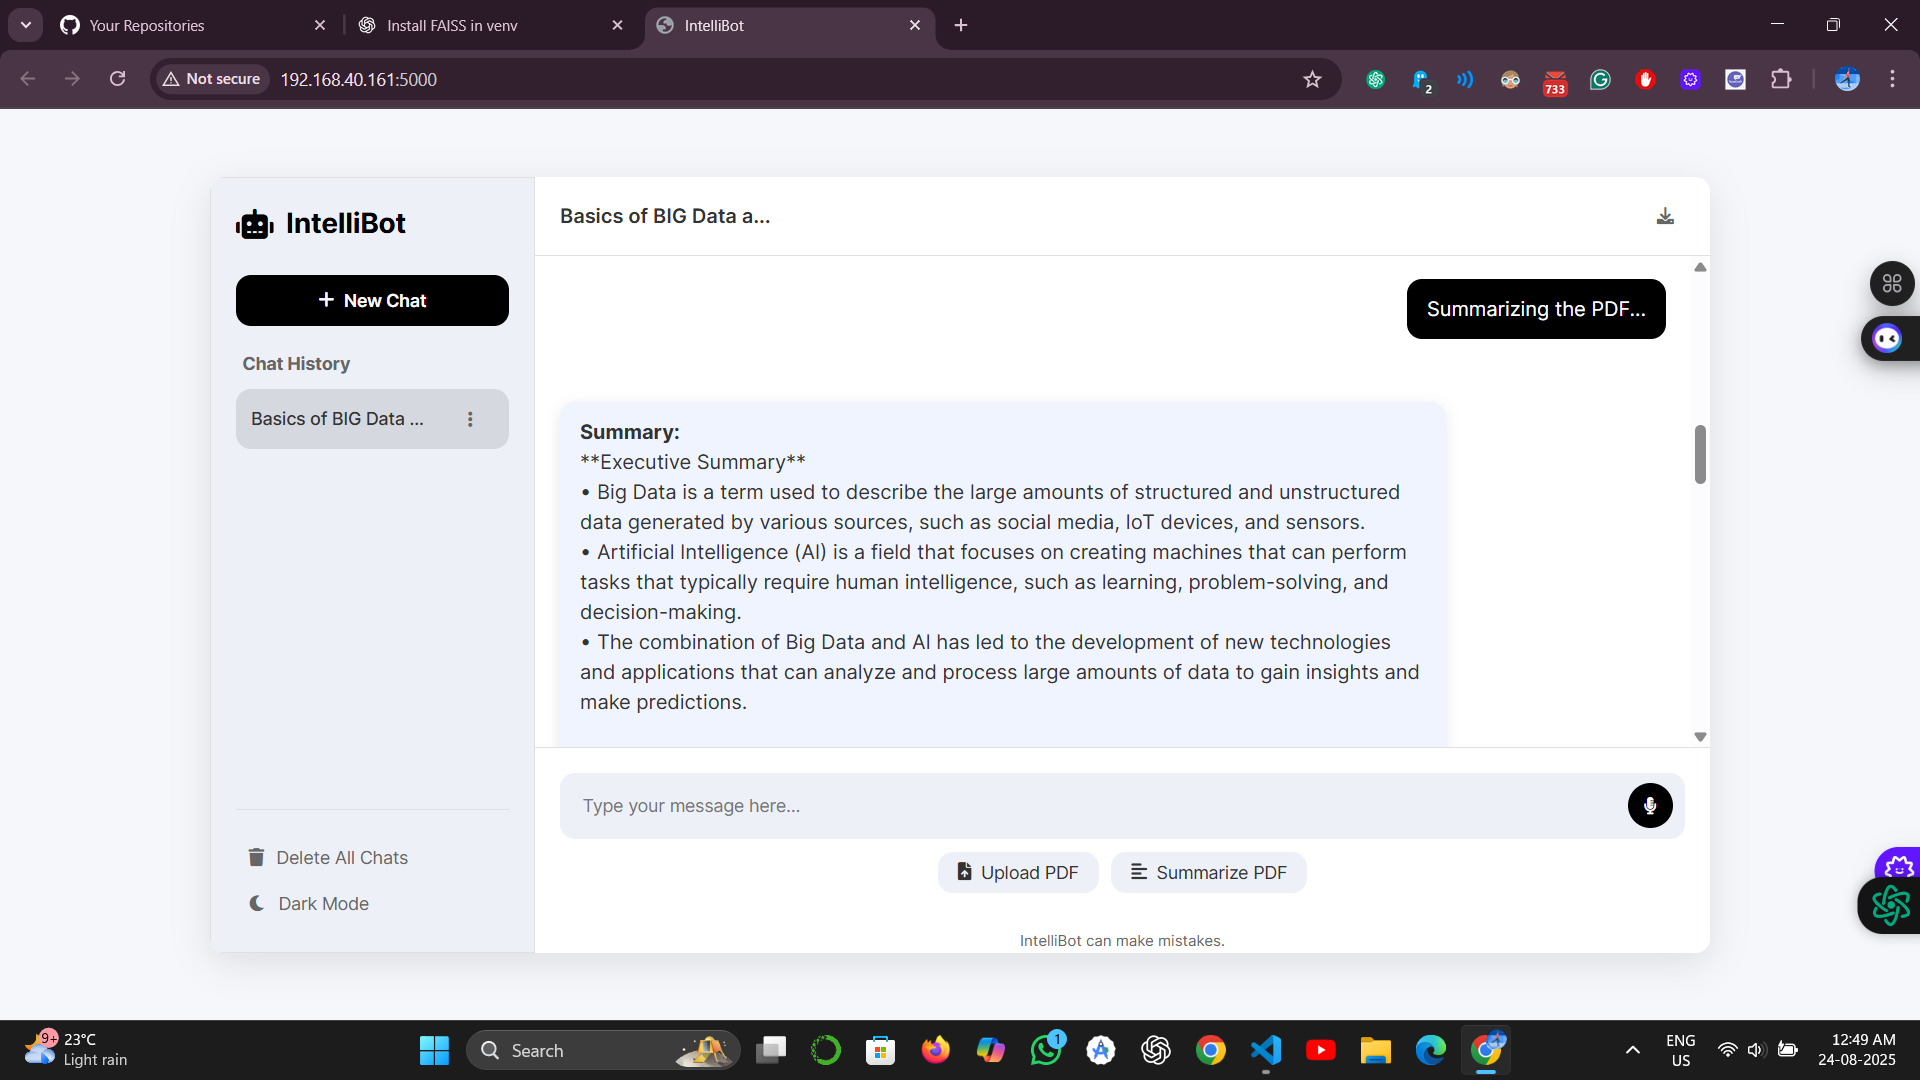 Your Repositories
Install FAISS in venv
IntelliBot
Not secure
192.168.40.161:5000
2
733
IntelliBot
New Chat
Chat History
Basics of BIG Data ...
Delete All Chats
Dark Mode
Basics of BIG Data a...
Summarizing the PDF...
Summary:
**Executive Summary**
• Big Data is a term used to describe the large amounts of structured and unstructured
data generated by various sources, such as social media, IoT devices, and sensors.
• Artificial Intelligence (AI) is a field that focuses on creating machines that can perform
tasks that typically require human intelligence, such as learning, problem-solving, and
decision-making.
• The combination of Big Data and AI has led to the development of new technologies
and applications that can analyze and process large amounts of data to gain insights and
make predictions.
Type your message here...
Upload PDF
Summarize PDF
IntelliBot can make mistakes.
9+
23°C
Light rain
Search
1
ENG
US
12:49 AM
24-08-2025